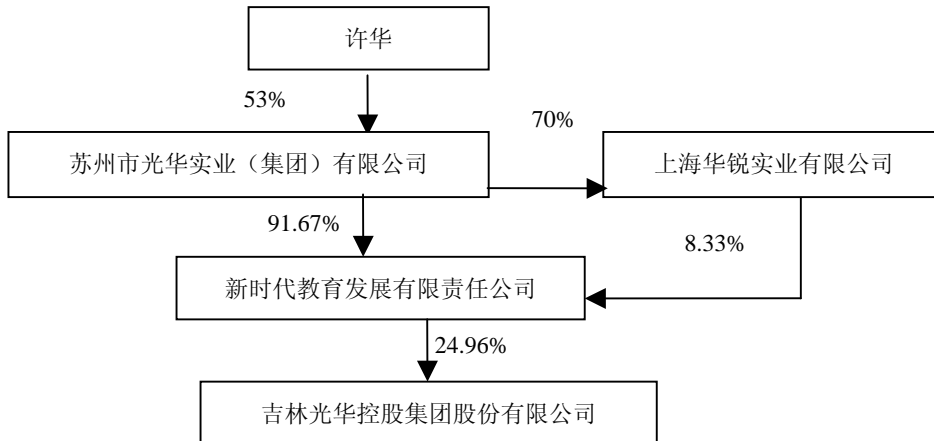 许华
53%
70%
苏州市光华实业（集团）有限公司
上海华锐实业有限公司
91.67%
8.33%
新时代教育发展有限责任公司
24.96%
吉林光华控股集团股份有限公司